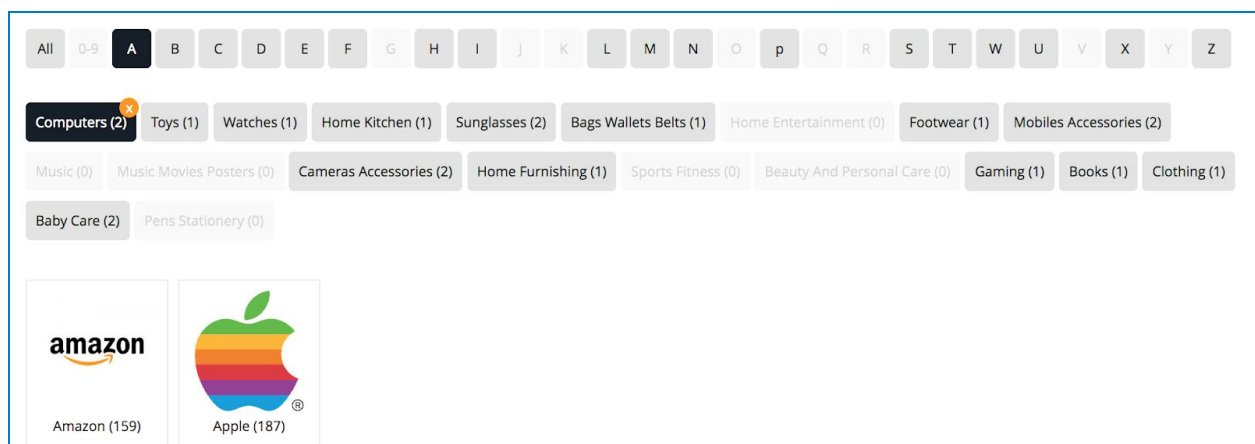 All 0-9 A B C D E F G H I J K L M N O p Q R S T W U V X Y Z
Computers (2) x Toys (1) Watches (1) Home Kitchen (1) Sunglasses (2) Bags Wallets Belts (1) Home Entertainment (0) Footwear (1) Mobiles Accessories (2)
Music (0) Music Movies Posters (0) Cameras Accessories (2) Home Furnishing (1) Sports Fitness (0) Beauty And Personal Care (0) Gaming (1) Books (1) Clothing (1)
Baby Care (2) Pens Stationery (0)
amazon
®
Amazon (159) Apple (187)